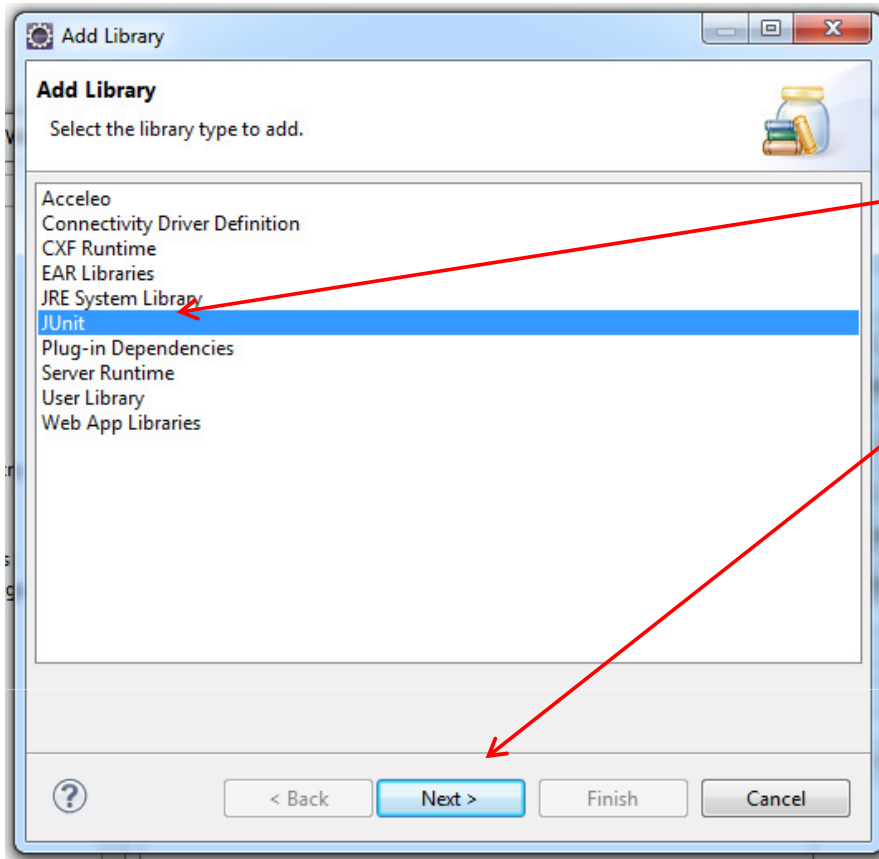 Add Library
Add Library
Select the library type to add.
Acceleo
Connectivity Driver Definition
CXF Runtime
EAR Libraries
JRE System Library
JUnit
Plug-in Dependencies
Server Runtime
User Library
Web App Libraries
? < Back Next > Finish Cancel